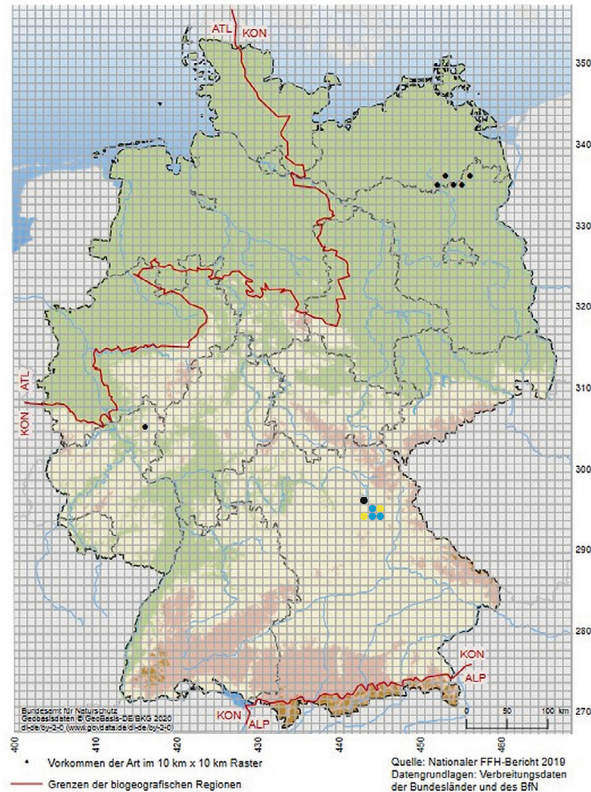 ATL KON
350
340
330
320
310
300
290
280
270
ATL
KON
KON
ALP
KON
ALP
0 50 100 km
Bundesamt für Naturschutz
Geobasisdaten © GeoBasis-DE/BKG 2020
dl-de/by-2-0 (www.govdata.de/dl-de/by-2-0)
400 410 420 430 440 450 460
Vorkommen der Art im 10 km x 10 km Raster
Grenzen der biogeografischen Regionen
Quelle: Nationaler FFH-Bericht 2019
Datengrundlagen: Verbreitungsdaten
der Bundesländer und des BfN